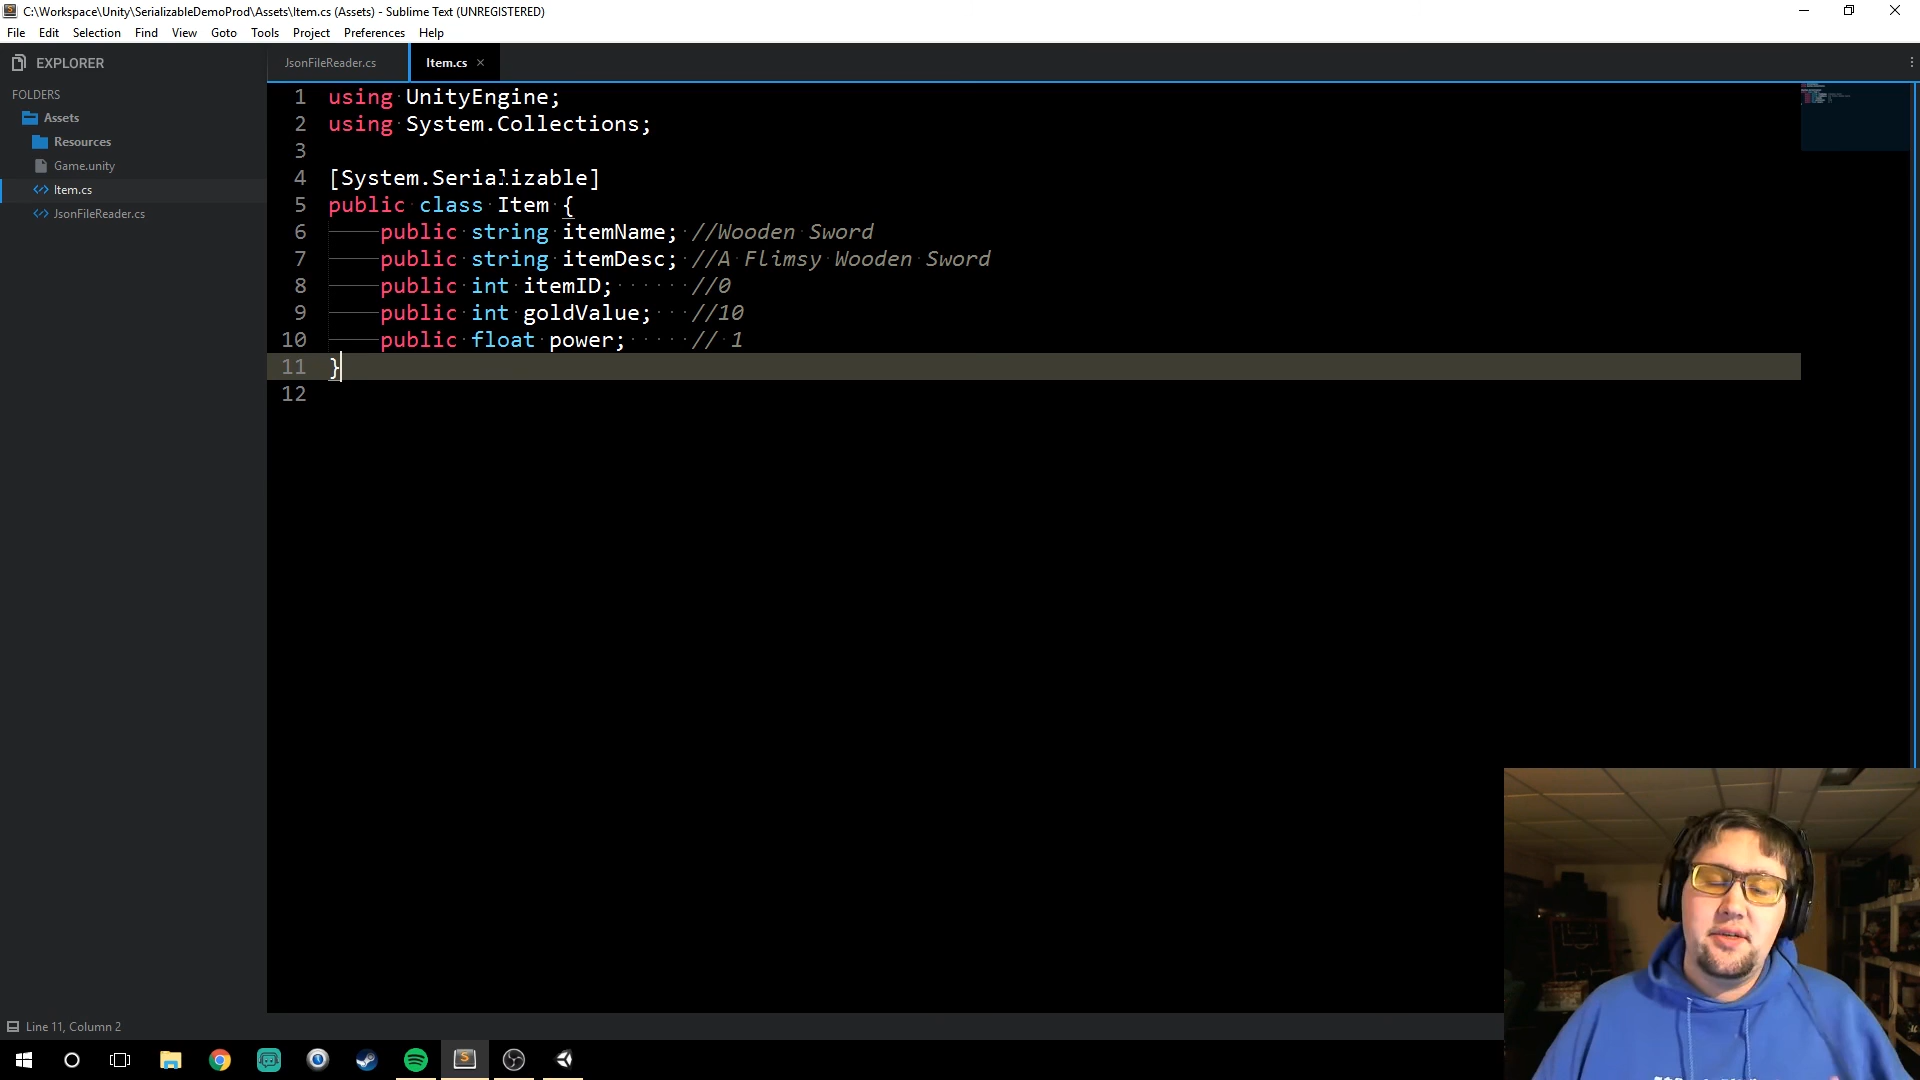 C:\Workspace\Unity\SerializableDemoProd\Assets\Item.cs (Assets) - Sublime Text (UNREGISTERED)
File Edit Selection Find View Goto Tools Project Preferences Help
EXPLORER
JsonFileReader.cs
Item.cs
FOLDERS
Assets
Resources
Game.unity
Item.cs
JsonFileReader.cs
1 using UnityEngine;
2 using System.Collections;
3
4 [System.Serializable]
5 public class Item {
6 public string itemName; //Wooden Sword
7 public string itemDesc; //A Flimsy Wooden Sword
8 public int itemID; //0
9 public int goldValue; //10
10 public float power; // 1
11 }
12
Line 11, Column 2